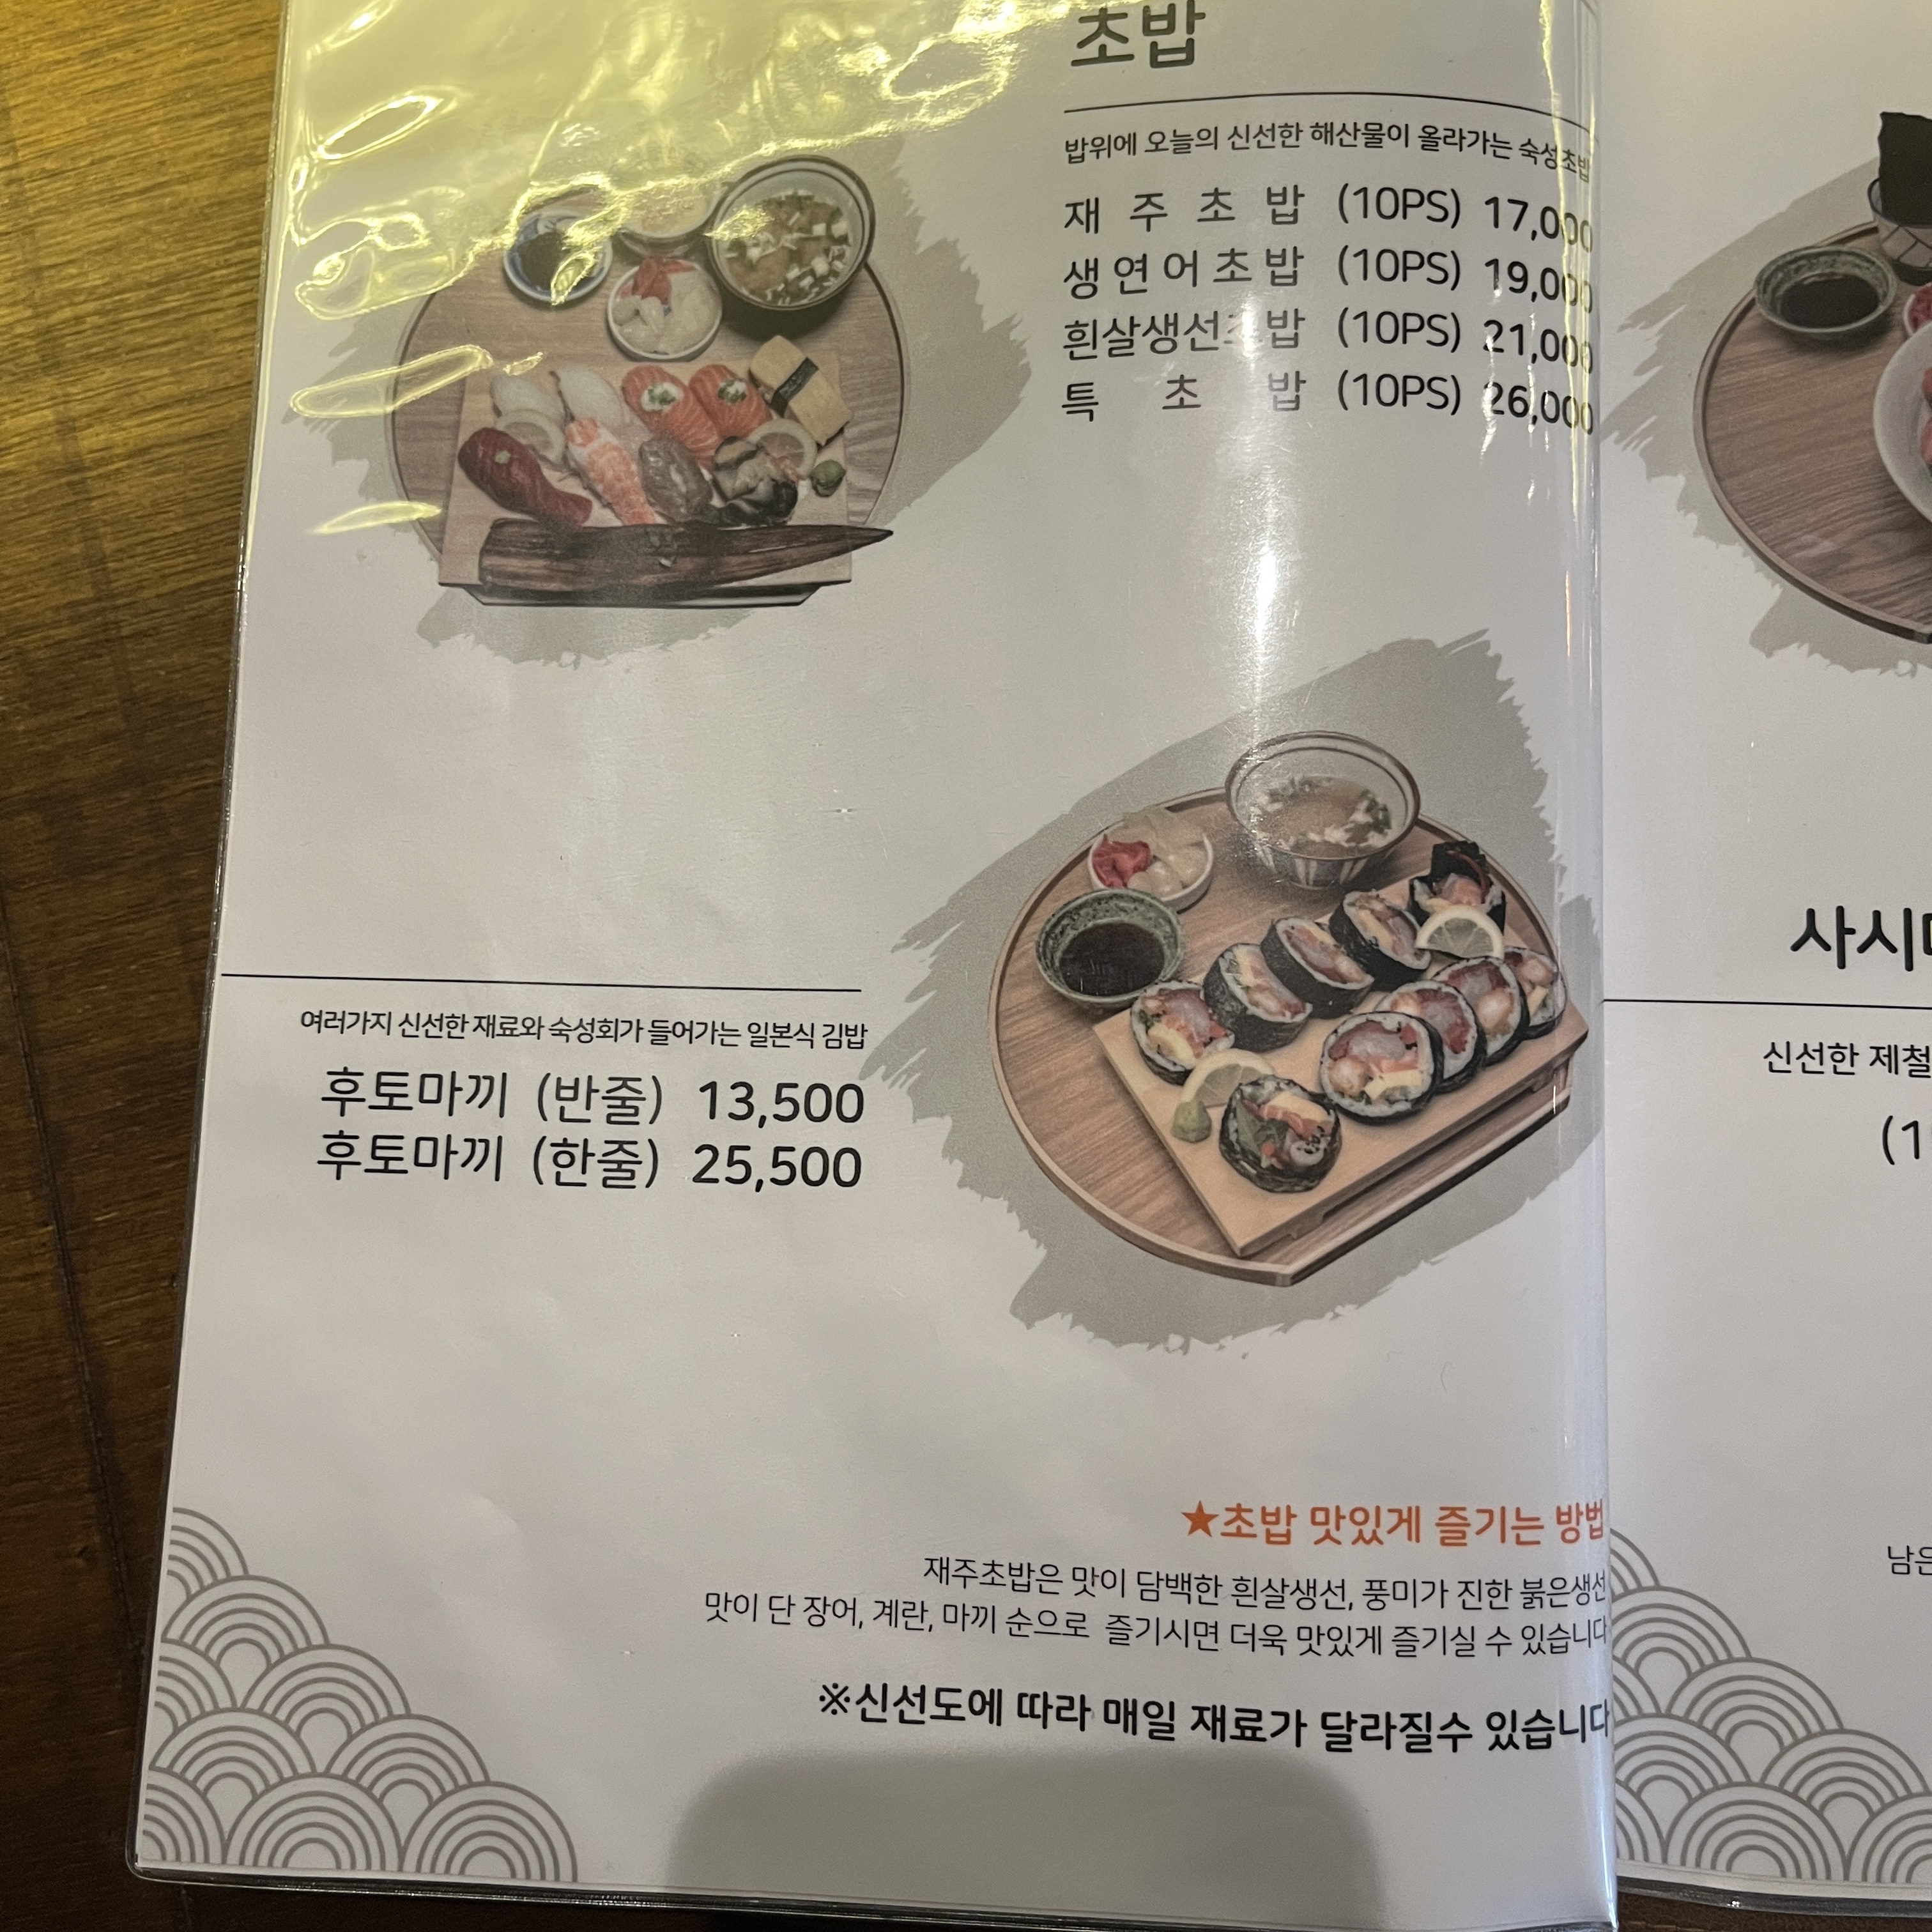 초밥
밥위에 오늘의 신선한 해산물이 올라가는 숙성초밥
재주초밥 (10PS) 17,000
생연어초밥 (10PS) 19,000
흰살생선초밥 (10PS) 21,000
특초밥 (10PS) 26,000
여러가지 신선한 재료와 숙성회가 들어가는 일본식 김밥
후토마끼 (반줄) 13,500
후토마끼 (한줄) 25,500
★초밥 맛있게 즐기는 방법
재주초밥은 맛이 담백한 흰살생선, 풍미가 진한 붉은생선
맛이 단 장어, 계란, 마끼 순으로 즐기시면 더욱 맛있게 즐기실 수 있습니다
※신선도에 따라 매일 재료가 달라질수 있습니다
사시
신선한 제철
(1
남은